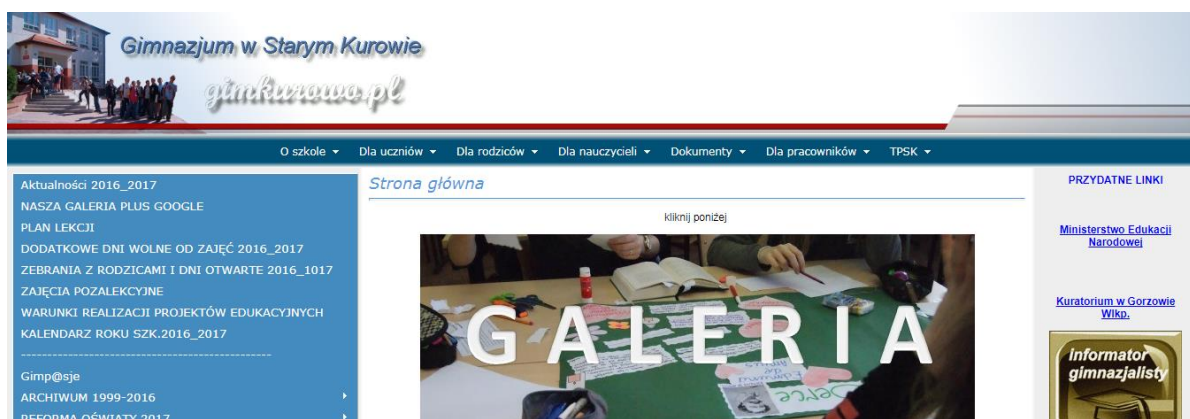 Gimnazjum w Starym Kurowie
gimkurowo.pl
O szkole
Dla uczniów
Dla rodziców
Dla nauczycieli
Dokumenty
Dla pracowników
TPSK
Aktualności 2016_2017
NASZA GALERIA PLUS GOOGLE
PLAN LEKCJI
DODATKOWE DNI WOLNE OD ZAJĘĆ 2016_2017
ZEBRANIA Z RODZICAMI I DNI OTWARTE 2016_1017
ZAJĘCIA POZALEKCYJNE
WARUNKI REALIZACJI PROJEKTÓW EDUKACYJNYCH
KALENDARZ ROKU SZK.2016_2017
------------------------------------------------
Gimp@sje
ARCHIWUM 1999-2016
REFORMA OŚWIATY 2017
Strona główna
kliknij poniżej
GALERIA
PRZYDATNE LINKI
Ministerstwo Edukacji
Narodowej
Kuratorium w Gorzowie
Wlkp.
informator
gimnazjalisty